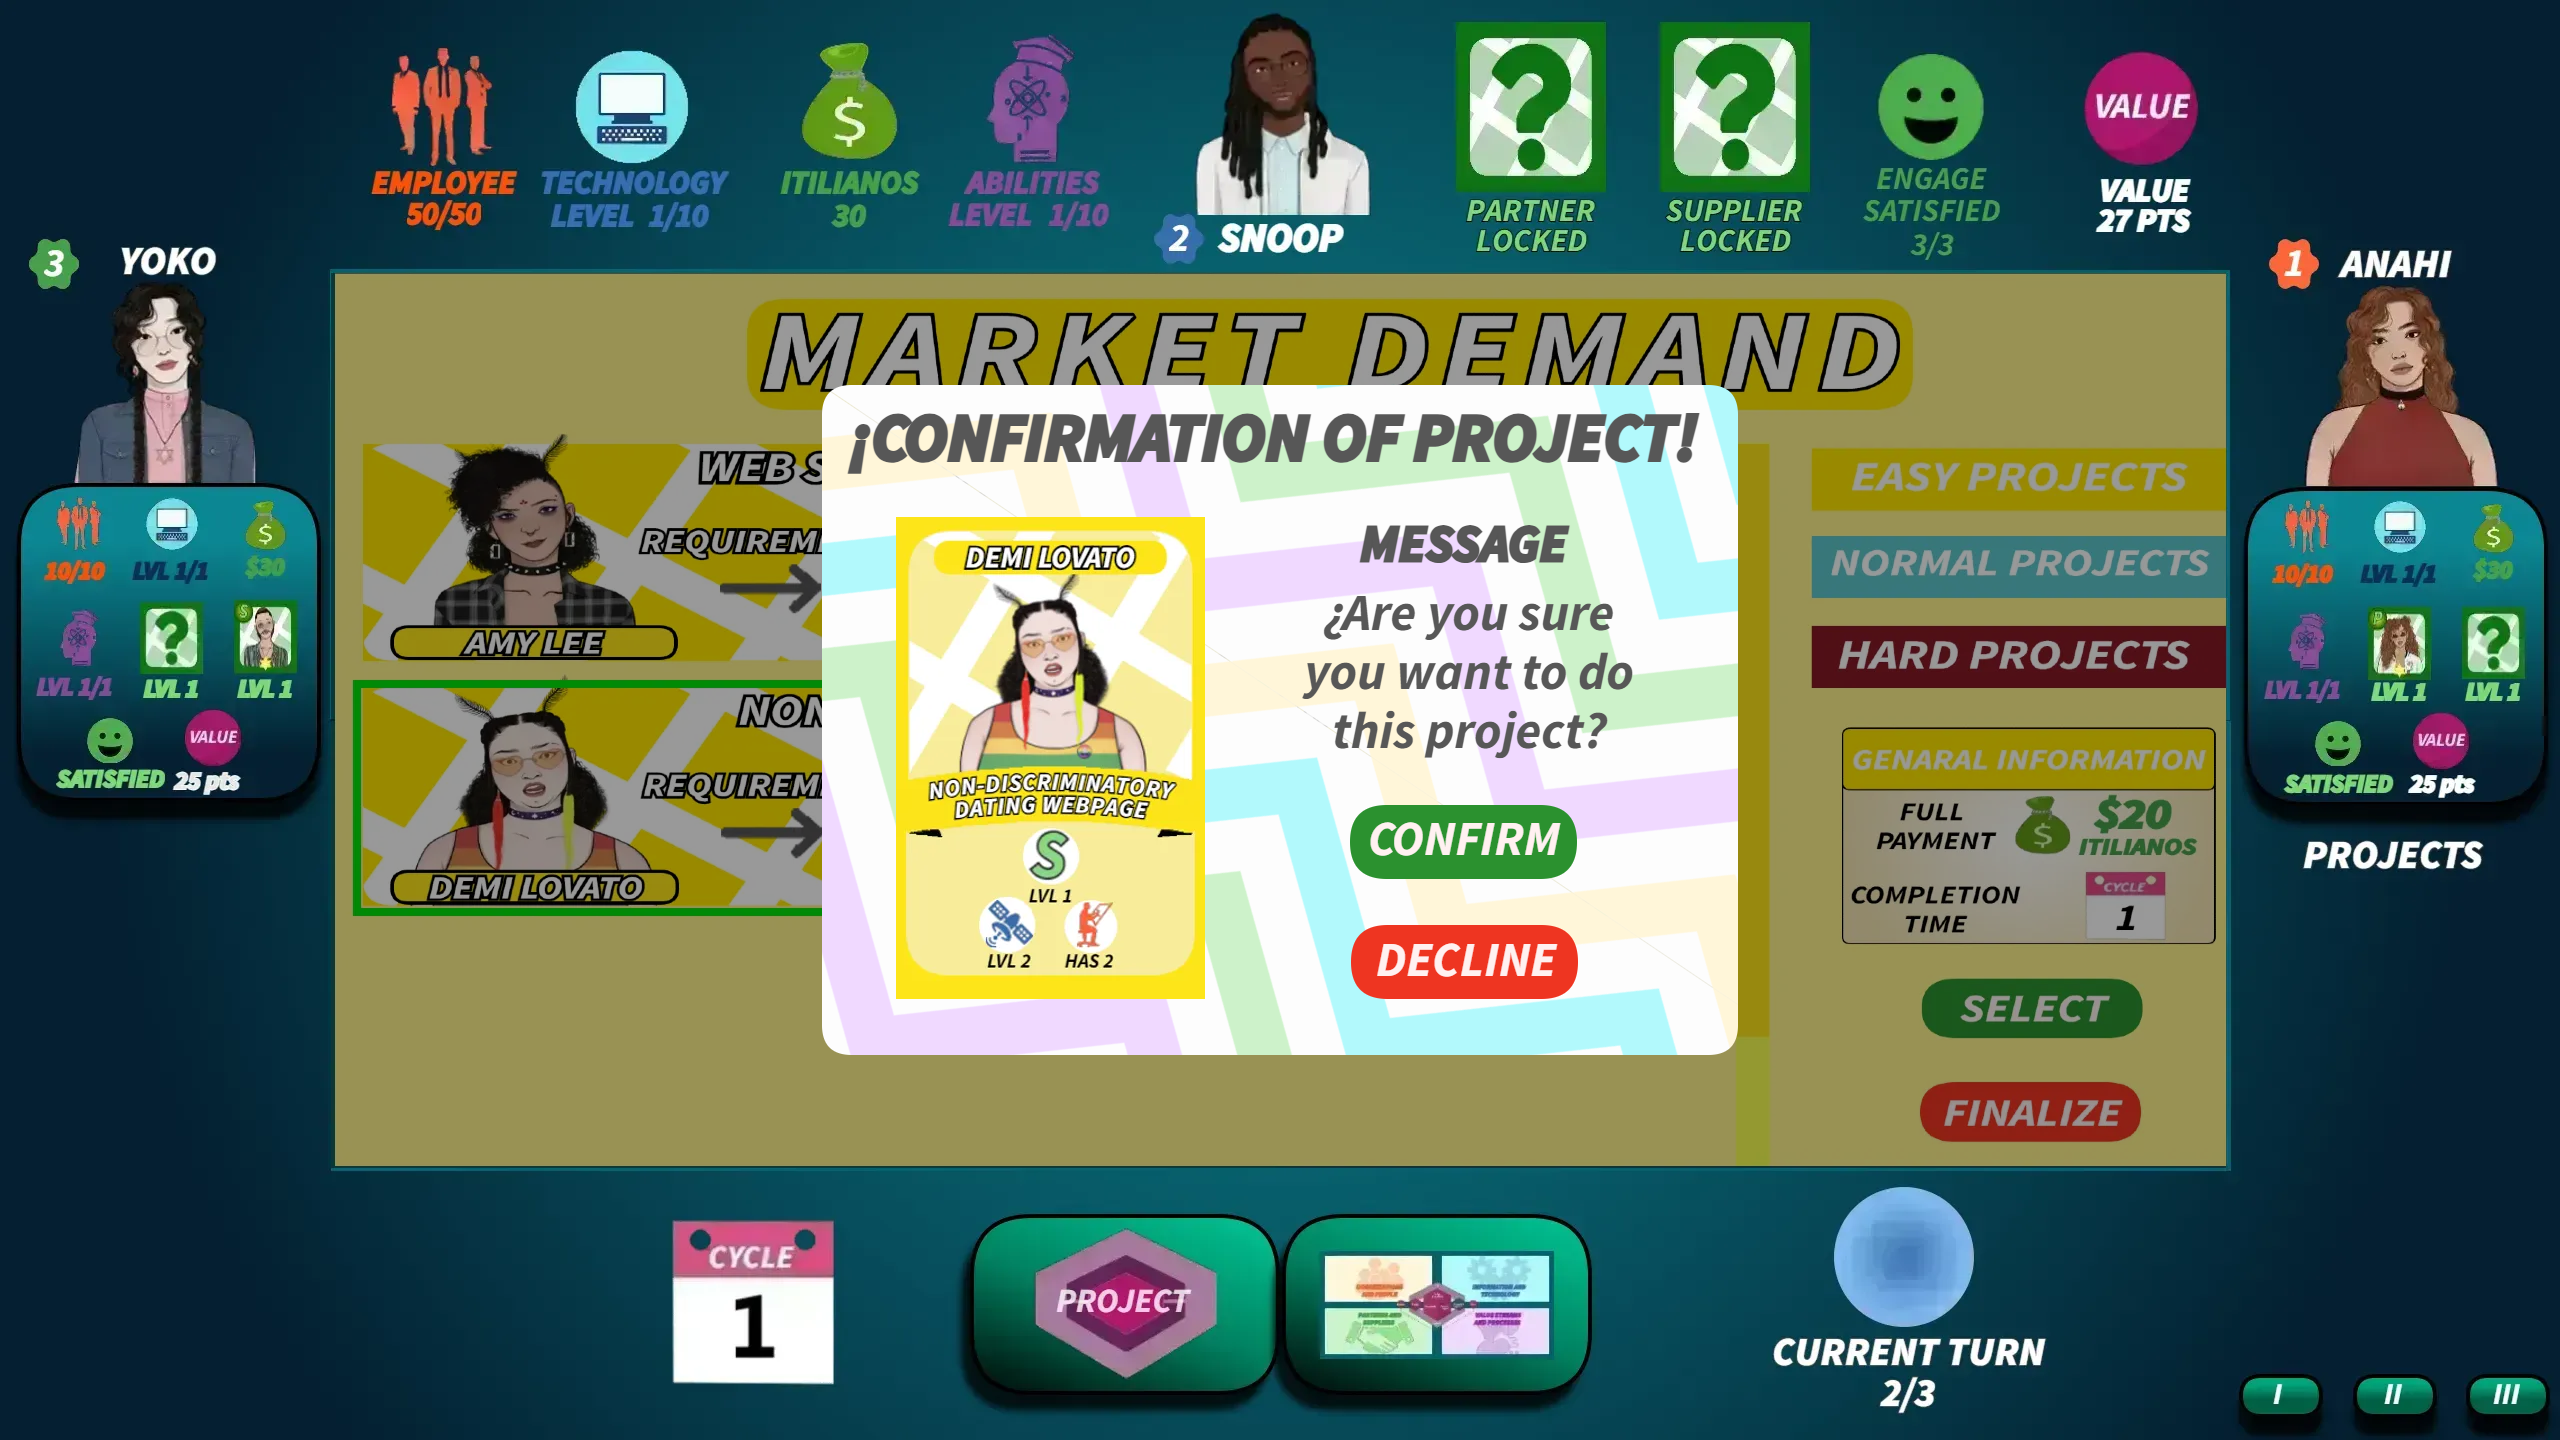 EMPLOYEE
50/50
TECHNOLOGY
LEVEL 1/10
ITILIANOS
30
ABILITIES
LEVEL 1/10
2 SNOOP
PARTNER
LOCKED
SUPPLIER
LOCKED
ENGAGE
SATISFIED
3/3
VALUE
VALUE
27 PTS
3 YOKO
10/10 LVL 1/1 $30
LVL 1/1 LVL 1 LVL 1
VALUE
SATISFIED 25 pts
1 ANAHI
10/10 LVL 1/1 $30
LVL 1/1 LVL 1 LVL 1
VALUE
SATISFIED 25 pts
PROJECTS
MARKET DEMAND
WEB S
REQUIREM
AMY LEE
NON
REQUIREM
DEMI LOVATO
¡CONFIRMATION OF PROJECT!
DEMI LOVATO
NON-DISCRIMINATORY
DATING WEBPAGE
S
LVL 1
LVL 2 HAS 2
MESSAGE
¿Are you sure
you want to do
this project?
CONFIRM
DECLINE
EASY PROJECTS
NORMAL PROJECTS
HARD PROJECTS
GENARAL INFORMATION
FULL
PAYMENT
$20
ITILIANOS
COMPLETION
TIME
CYCLE
1
SELECT
FINALIZE
CYCLE
1
PROJECT
CURRENT TURN
2/3
I II III